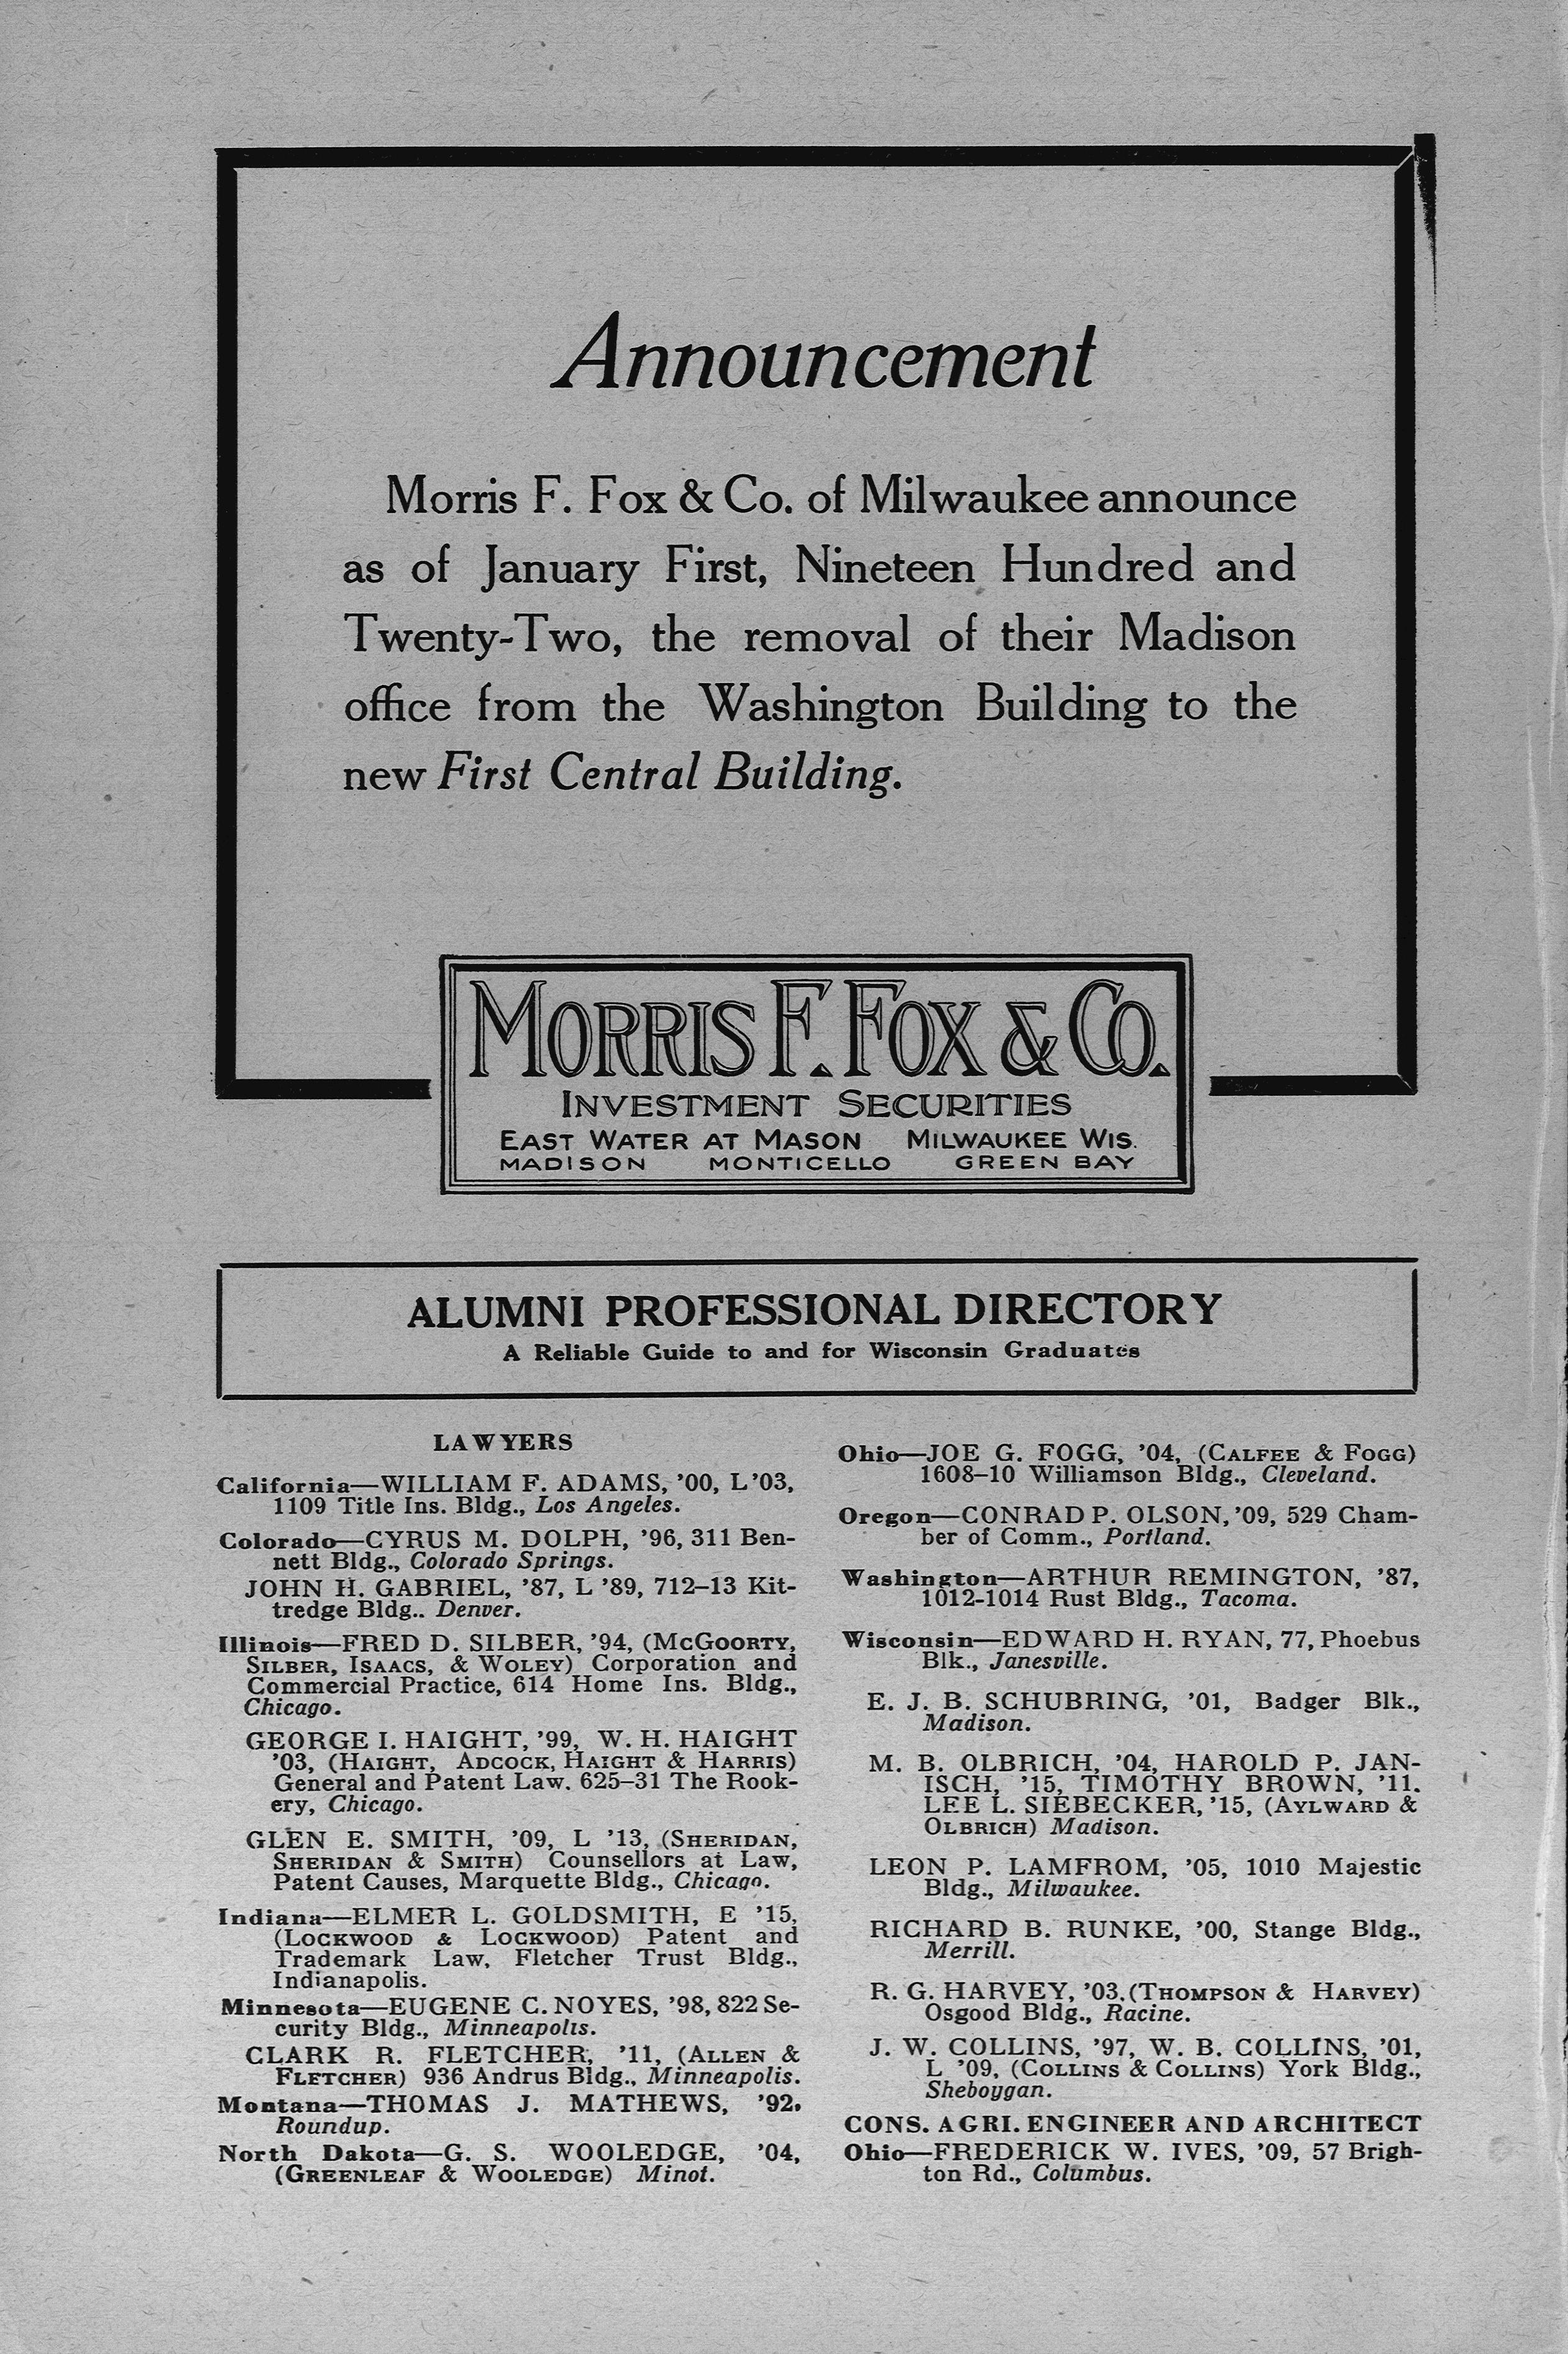 Announcement
Morris F. Fox & Co. of Milwaukee announce
as of January First, Nineteen Hundred and
Twenty-Two, the removal of their Madison
office from the Washington Building to the
new First Central Building.
MORRIS F. FOX & CO.
INVESTMENT SECURITIES
EAST WATER AT MASON MILWAUKEE WIS.
MADISON MONTICELLO GREEN BAY
ALUMNI PROFESSIONAL DIRECTORY
A Reliable Guide to and for Wisconsin Graduates
LAWYERS
California—WILLIAM F. ADAMS, '00, L '03,
1109 Title Ins. Bldg., Los Angeles.
Colorado—CYRUS M. DOLPH, '96, 311 Ben-
nett Bldg., Colorado Springs.
JOHN H. GABRIEL, '87, L '89, 712–13 Kit-
tredge Bldg.. Denver.
Illinois—FRED D. SILBER, '94, (MCGOORTY,
SILBER, ISAACS, & WOLEY) Corporation and
Commercial Practice, 614 Home Ins. Bldg.,
Chicago.
GEORGE I. HAIGHT, '99, W. H. HAIGHT
'03, (HAIGHT, ADCOCK, HAIGHT & HARRIS)
General and Patent Law. 625–31 The Rook-
ery, Chicago.
GLEN E. SMITH, '09, L '13, (SHERIDAN,
SHERIDAN & SMITH) Counsellors at Law,
Patent Causes, Marquette Bldg., Chicago.
Indiana—ELMER L. GOLDSMITH, E '15,
(LOCKWOOD & LOCKWOOD) Patent and
Trademark Law, Fletcher Trust Bldg.,
Indianapolis.
Minnesota—EUGENE C. NOYES, '98, 822 Se-
curity Bldg., Minneapolis.
CLARK R. FLETCHER, '11, (ALLEN &
FLETCHER) 936 Andrus Bldg., Minneapolis.
Montana—THOMAS J. MATHEWS, '92.
Roundup.
North Dakota—G. S. WOOLEDGE, '04,
(GREENLEAF & WOOLEDGE) Minot.
Ohio—JOE G. FOGG, '04, (CALFEE & FOGG)
1608–10 Williamson Bldg., Cleveland.
Oregon—CONRAD P. OLSON, '09, 529 Cham-
ber of Comm., Portland.
Washington—ARTHUR REMINGTON, '87,
1012-1014 Rust Bldg., Tacoma.
Wisconsin—EDWARD H. RYAN, 77, Phoebus
Blk., Janesville.
E. J. B. SCHUBRING, '01, Badger Blk.,
Madison.
M. B. OLBRICH, '04, HAROLD P. JAN-
ISCH, '15, TIMOTHY BROWN, '11.
LEE L. SIEBECKER, '15, (AYLWARD &
OLBRICH) Madison.
LEON P. LAMFROM, '05, 1010 Majestic
Bldg., Milwaukee.
RICHARD B. RUNKE, '00, Stange Bldg.,
Merrill.
R. G. HARVEY, '03. (THOMPSON & HARVEY)
Osgood Bldg., Racine.
J. W. COLLINS, '97, W. B. COLLINS, '01,
L '09, (COLLINS & COLLINS) York Bldg.,
Sheboygan.
CONS. AGRI. ENGINEER AND ARCHITECT
Ohio—FREDERICK W. IVES, '09, 57 Brigh-
ton Rd., Columbus.